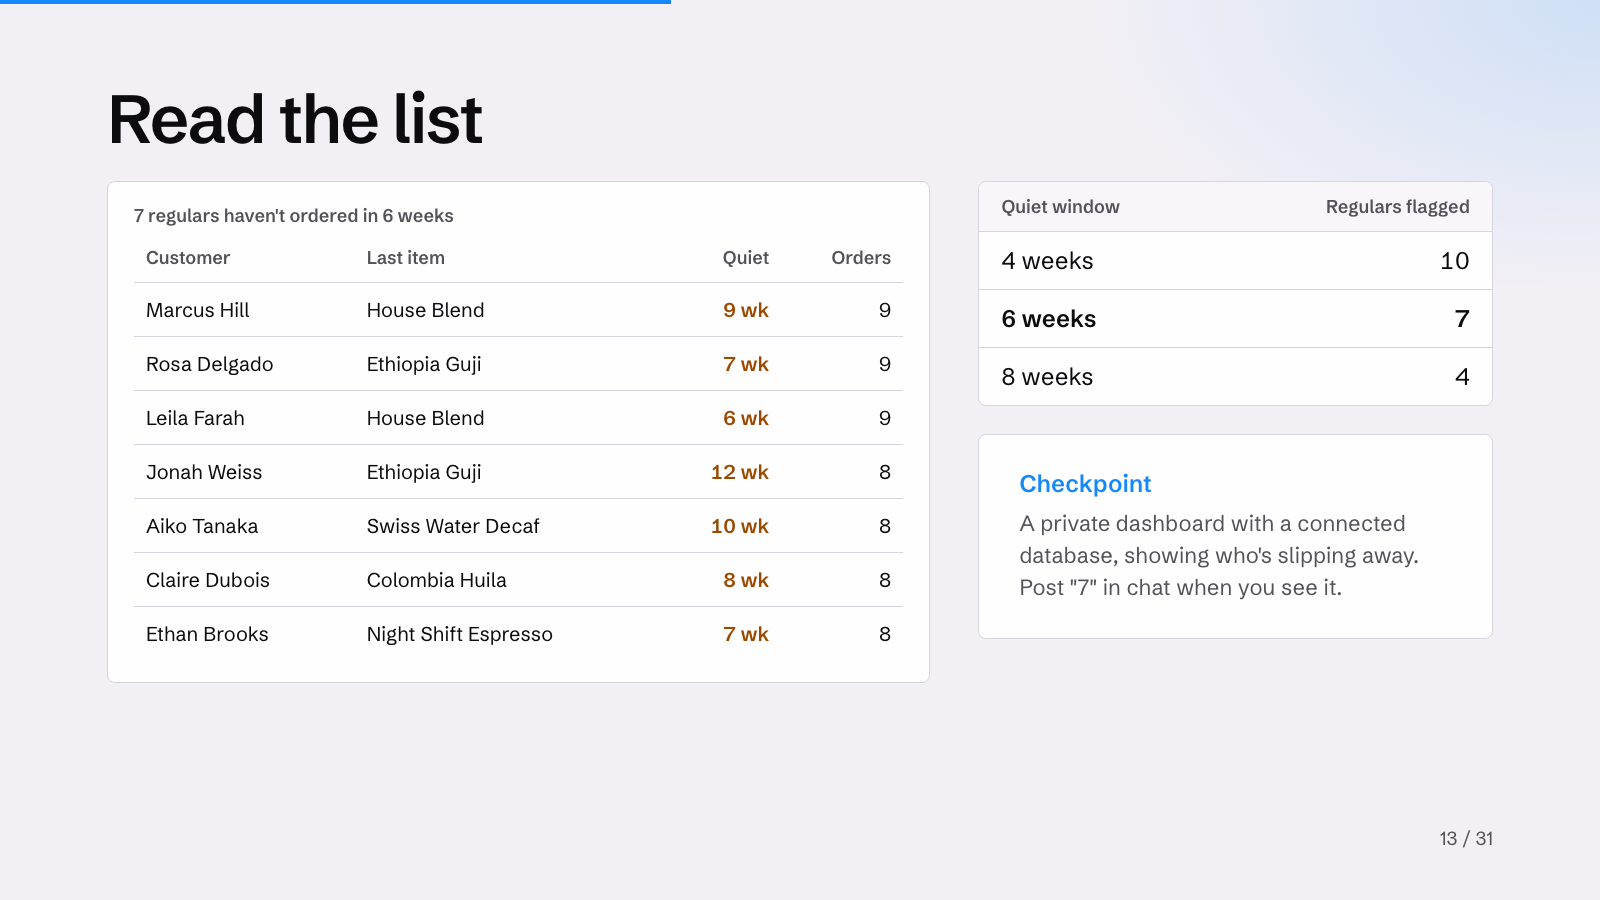 Read the list
7 regulars haven't ordered in 6 weeks
Customer Last item Quiet Orders
Marcus Hill House Blend 9 wk 9
Rosa Delgado Ethiopia Guji 7 wk 9
Leila Farah House Blend 6 wk 9
Jonah Weiss Ethiopia Guji 12 wk 8
Aiko Tanaka Swiss Water Decaf 10 wk 8
Claire Dubois Colombia Huila 8 wk 8
Ethan Brooks Night Shift Espresso 7 wk 8
Quiet window Regulars flagged
4 weeks 10
6 weeks 7
8 weeks 4
Checkpoint
A private dashboard with a connected
database, showing who's slipping away.
Post "7" in chat when you see it.
13 / 31